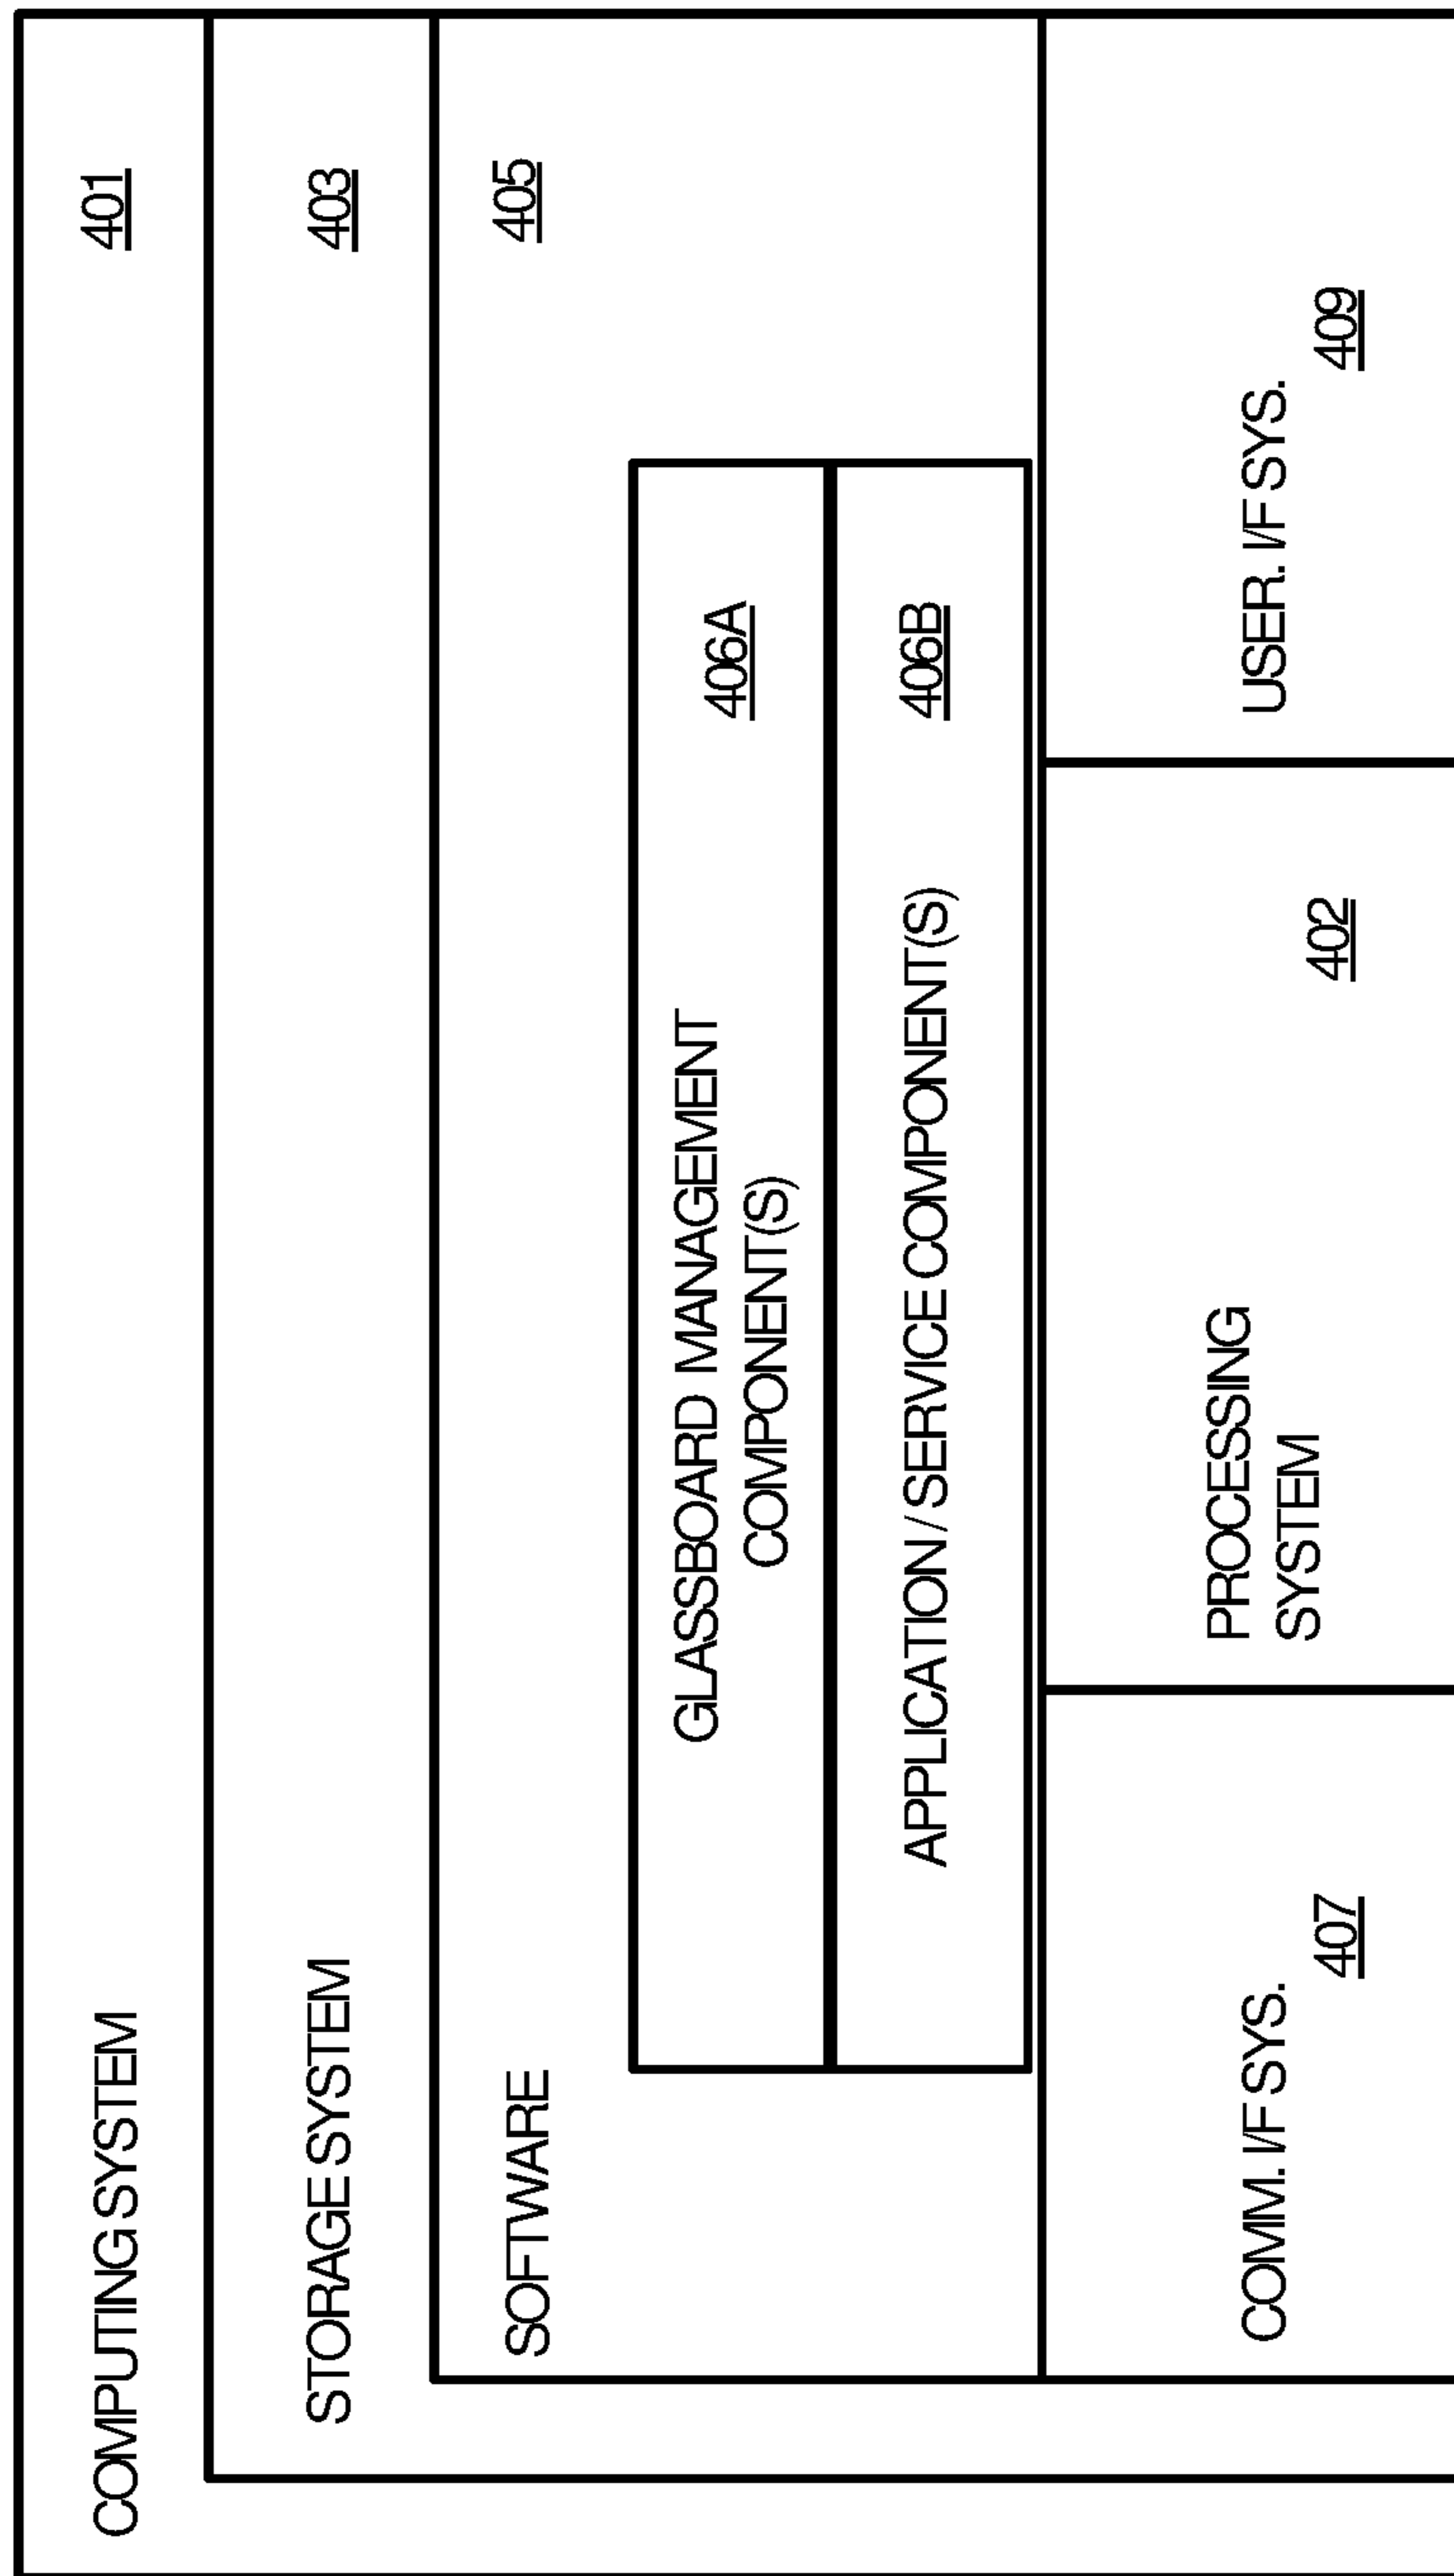 COMPUTING SYSTEM 401
STORAGE SYSTEM 403
SOFTWARE 405
GLASSBOARD MANAGEMENT
COMPONENT(S)
406A
APPLICATION / SERVICE COMPONENT(S) 406B
COMM. I/F SYS.
407
PROCESSING
SYSTEM
402
USER. I/F SYS.
409